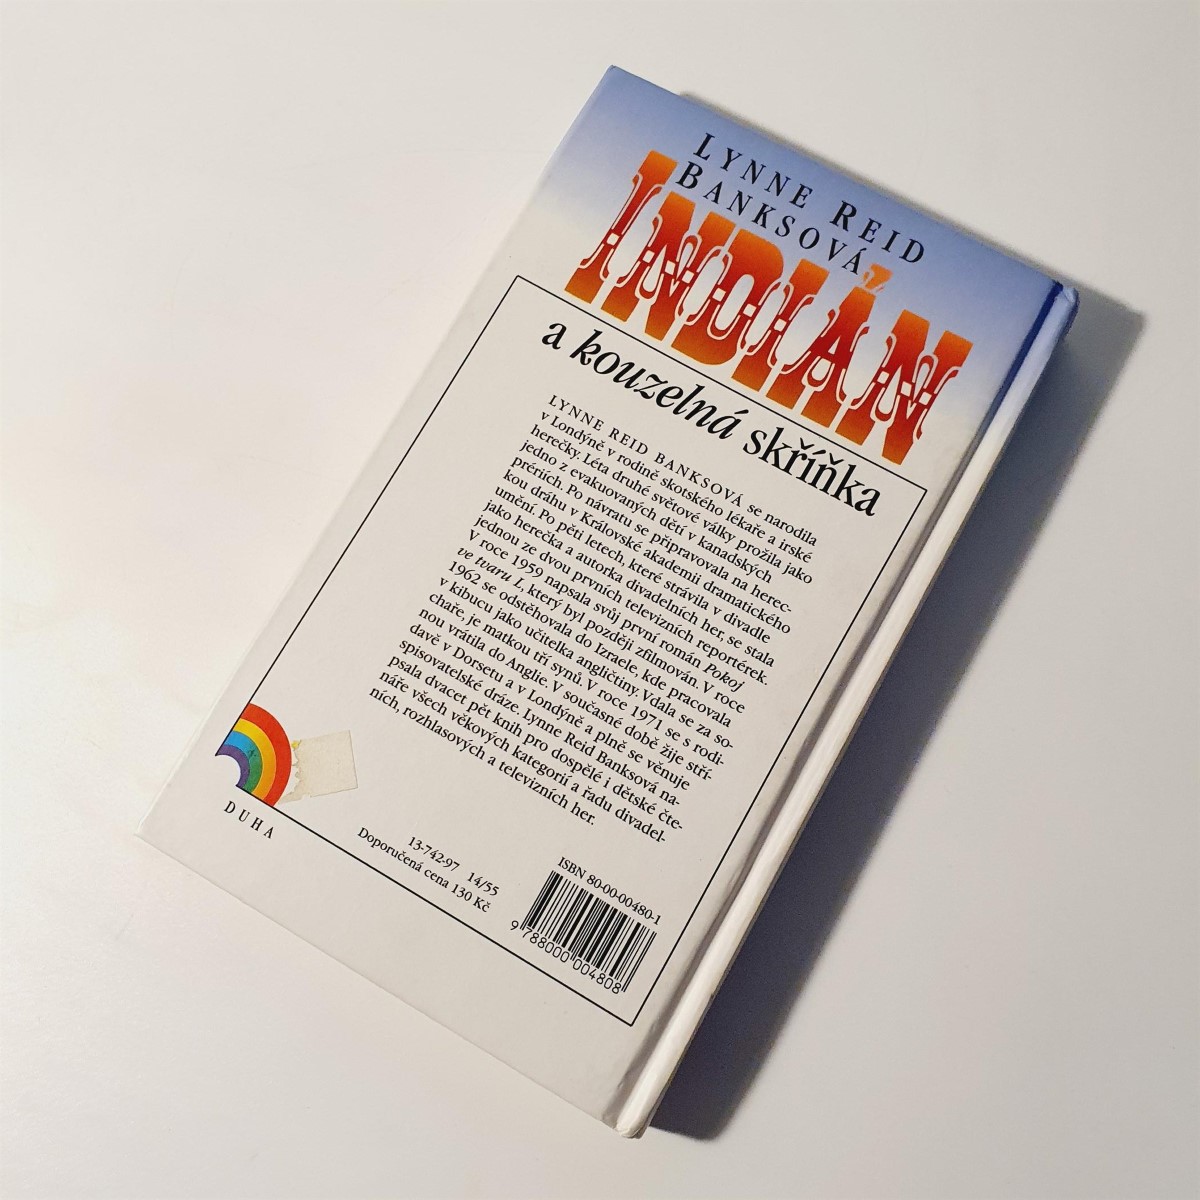 LYNNE REID
BANKSOVÁ
INDIÁN
a kouzelná skříňka
LYNNE REID BANKSOVÁ se narodila
v Londýně v rodině skotského lékaře a irské
herečky. Léta druhé světové války prožila jako
jedno z evakuovaných dětí v kanadských
prériích. Po návratu se připravovala na herec-
kou dráhu v Královské akademii dramatického
umění. Po pěti letech, které strávila v divadle
jako herečka a autorka divadelních her, se stala
jednou ze dvou prvních televizních reportérek.
V roce 1959 napsala svůj první román Pokoj
ve tvaru L, který byl později zfilmován. V roce
1962 se odstěhovala do Izraele, kde pracovala
v kibucu jako učitelka angličtiny. Vdala se za so-
chaře, je matkou tří synů. V roce 1971 se s rodi-
nou vrátila do Anglie. V současné době žije stří-
davě v Dorsetu a v Londýně a plně se věnuje
spisovatelské dráze. Lynne Reid Banksová na-
psala dvacet pět knih pro dospělé i dětské čte-
náře všech věkových kategorií a řadu divadel-
ních, rozhlasových a televizních her.
DUHA
13-742-97 14/55
Doporučená cena 130 Kč
ISBN 80-00-00480-1
9 788000 004808